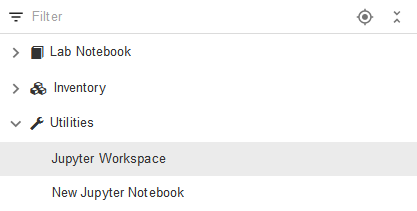 Filter
Lab Notebook
Inventory
Utilities
Jupyter Workspace
New Jupyter Notebook